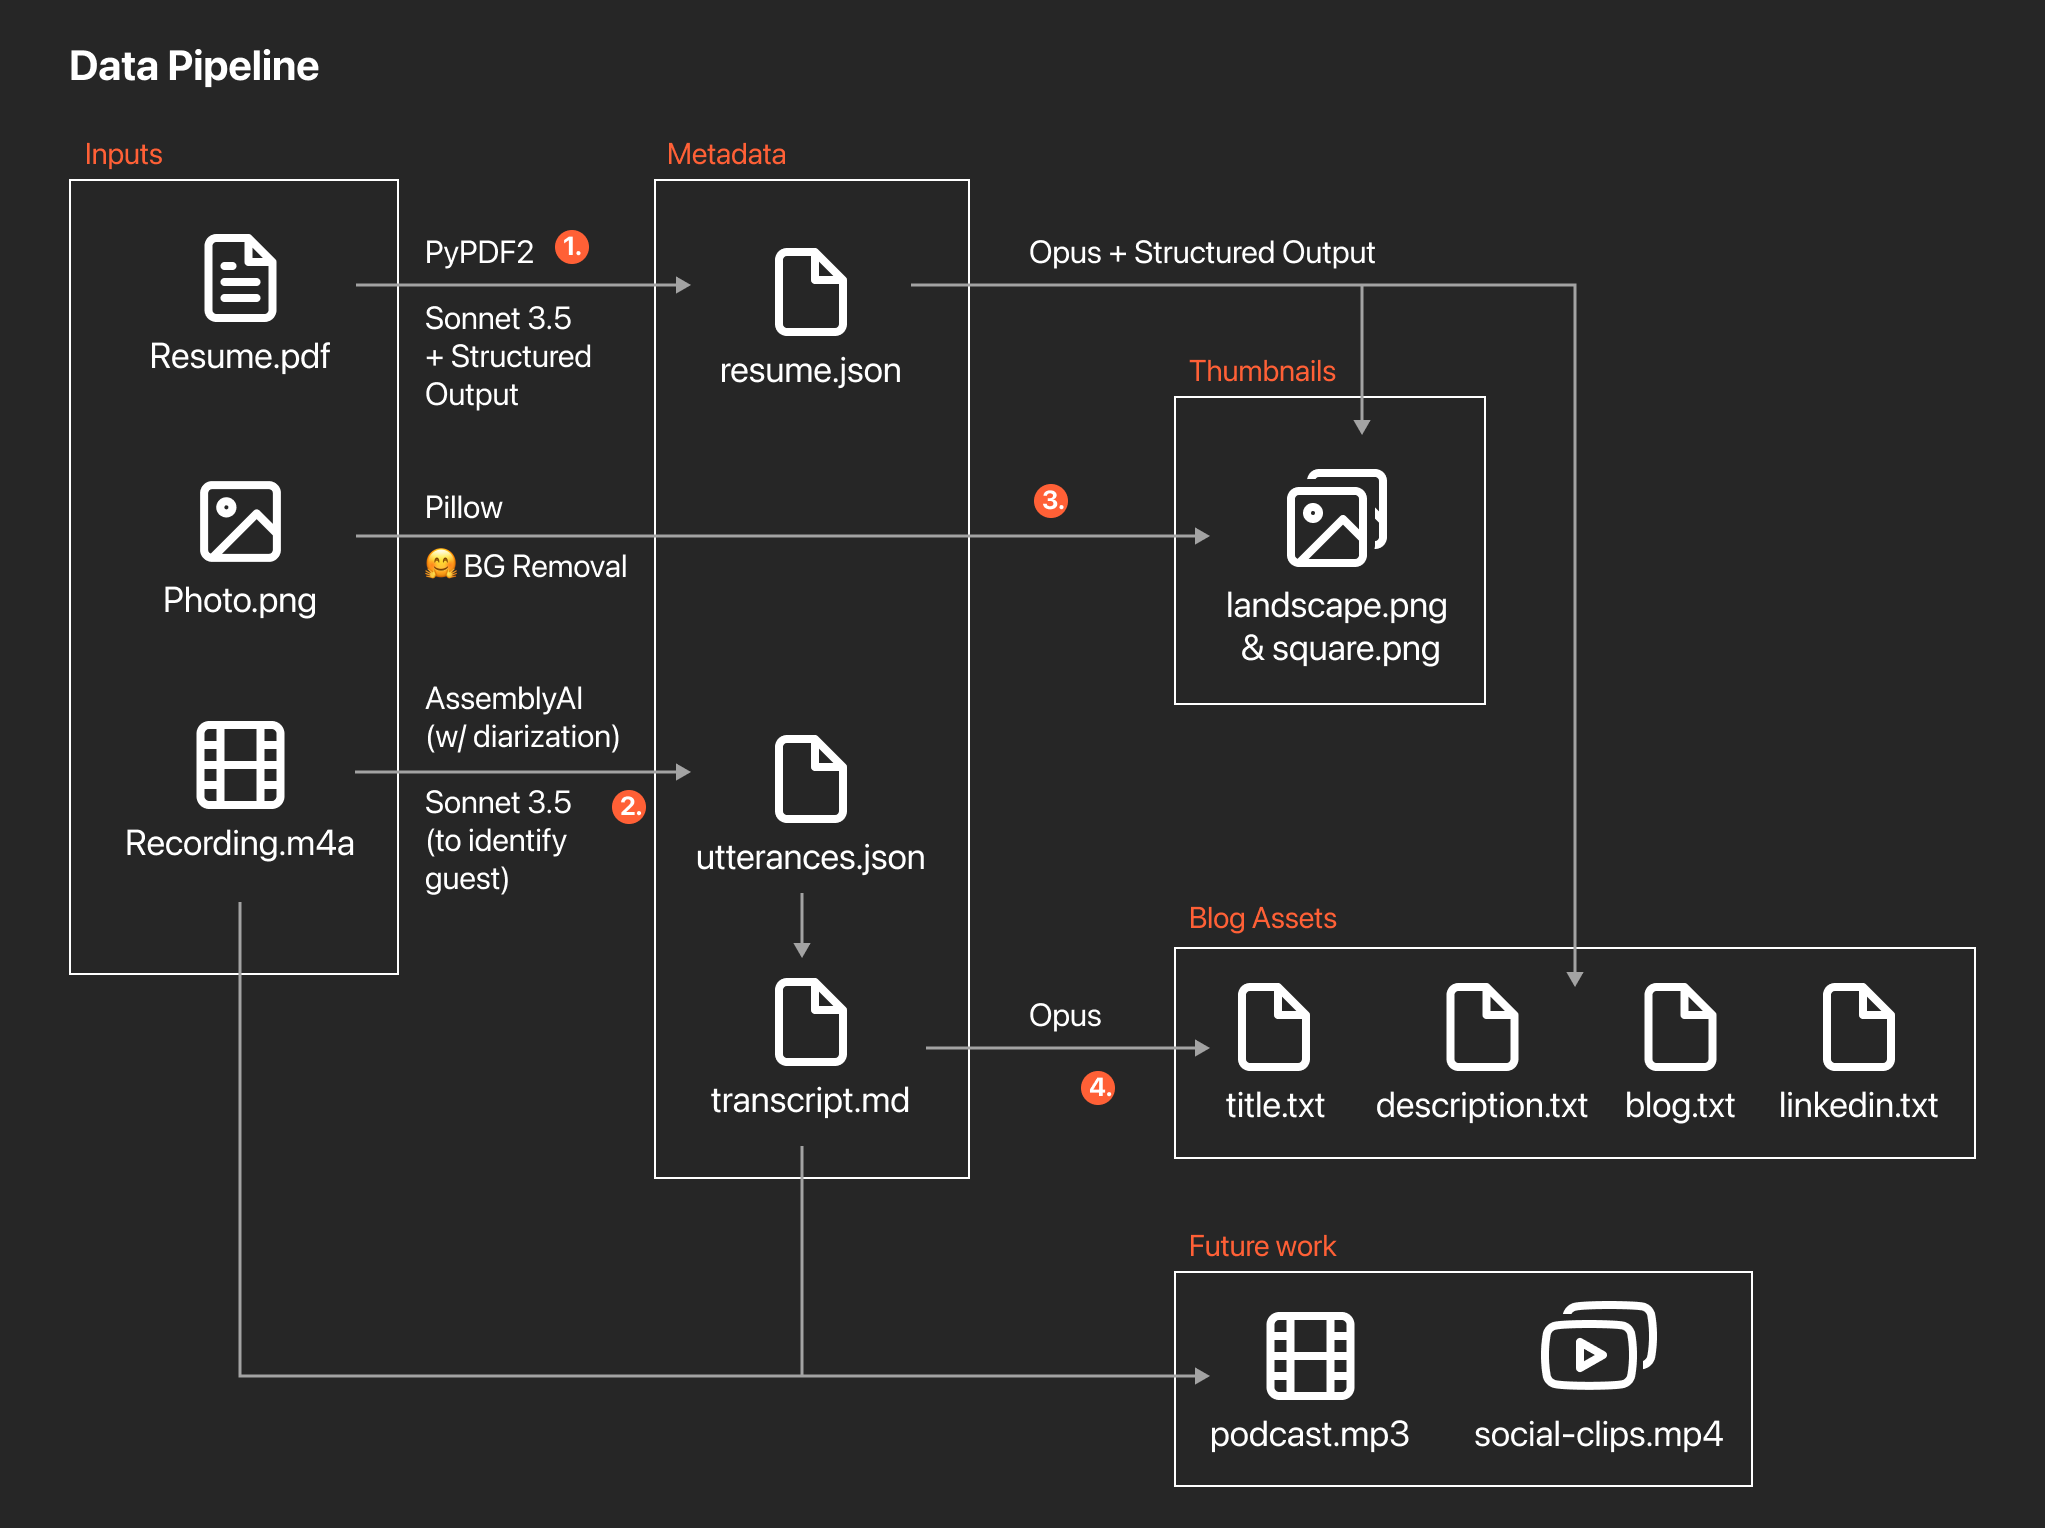 Data Pipeline
Inputs
Metadata
PyPDF2
1.
Sonnet 3.5
+ Structured
Output
Resume.pdf
resume.json
Opus + Structured Output
Thumbnails
Pillow
3.
🤗 BG Removal
Photo.png
landscape.png
& square.png
AssemblyAI
(w/ diarization)
Sonnet 3.5
(to identify
guest)
2.
Recording.m4a
utterances.json
Blog Assets
Opus
4.
transcript.md
title.txt
description.txt
blog.txt
linkedin.txt
Future work
podcast.mp3
social-clips.mp4